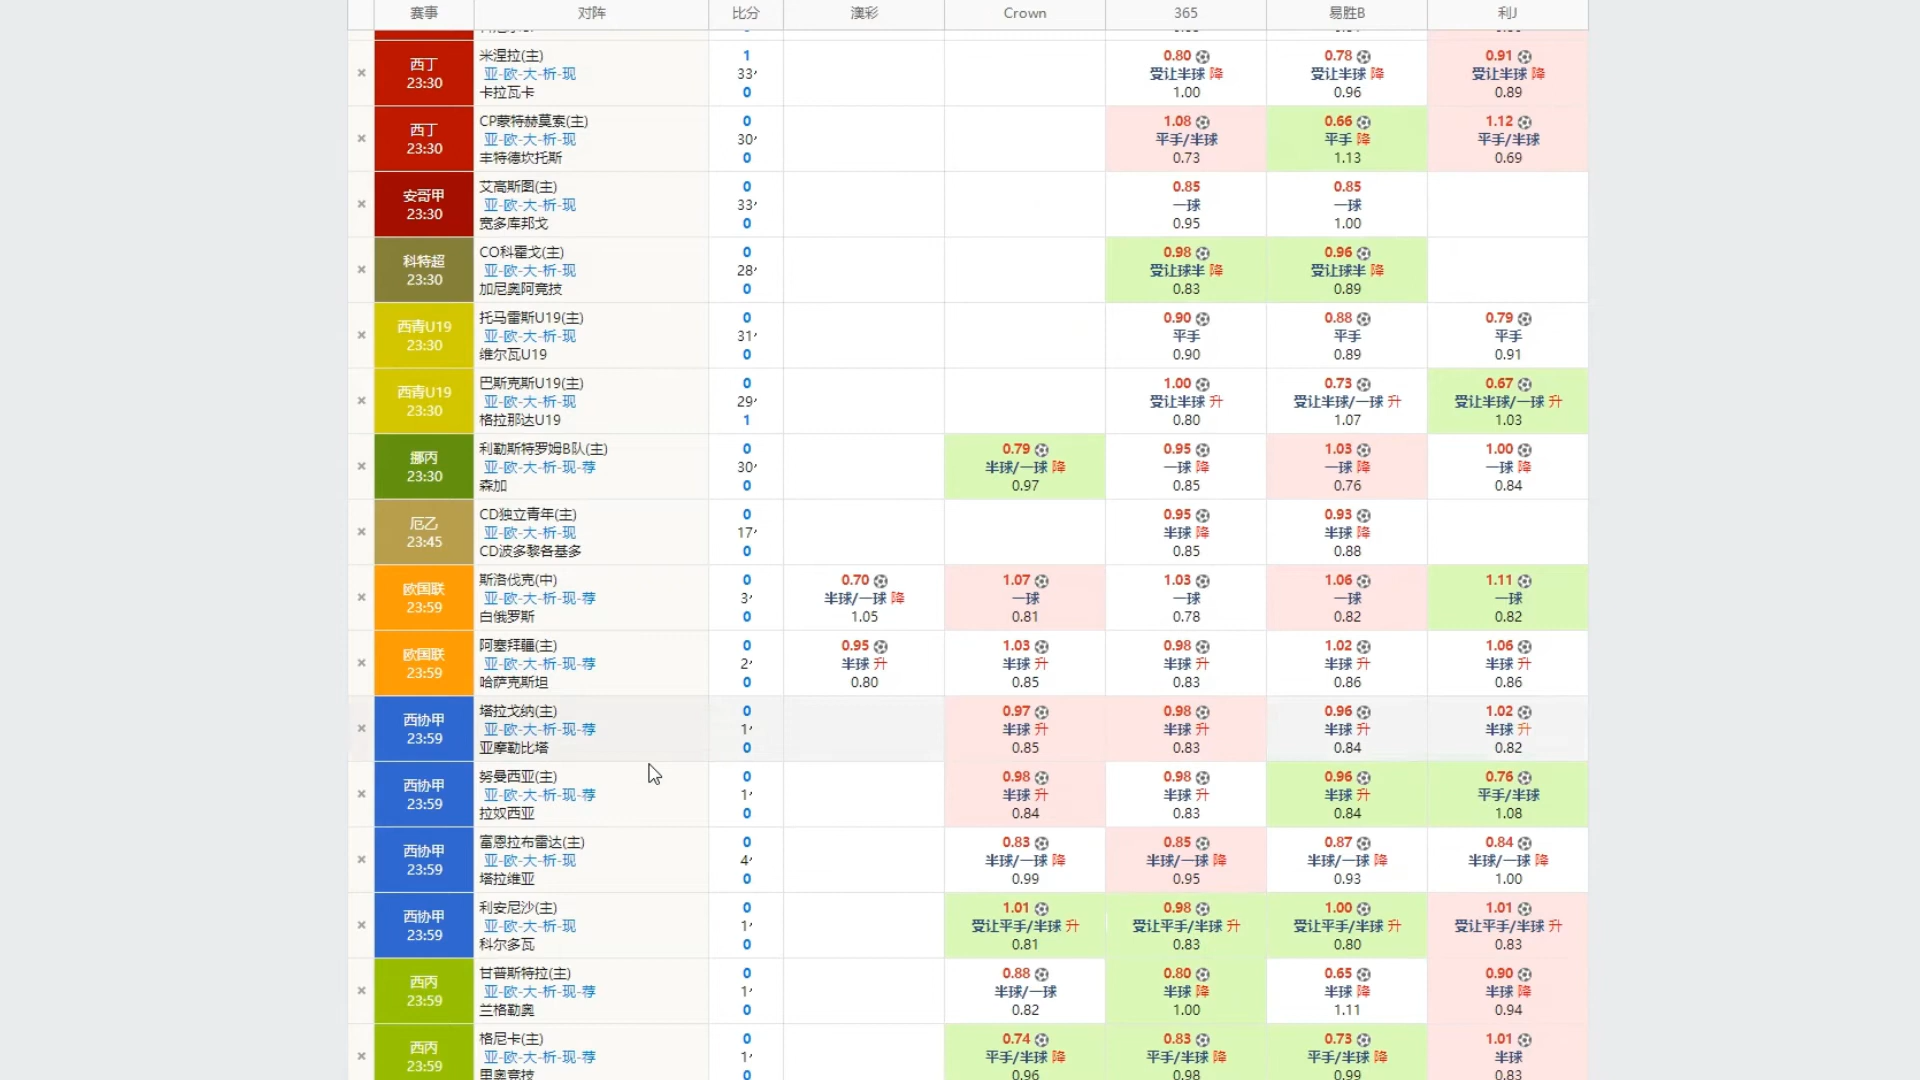 赛事 对阵 比分 澳彩 Crown 365 易胜B 利J
西丁 23:30 米涅拉(主) 1 0.80 0.78 0.91
亚-欧-大-析-现 33' 受让半球 降 受让半球 降 受让半球 降
卡拉瓦卡 0 1.00 0.96 0.89
西丁 23:30 CP蒙特赫莫索(主) 0 1.08 0.66 1.12
亚-欧-大-析-现 30' 平手/半球 平手 降 平手/半球
丰特德坎托斯 0 0.73 1.13 0.69
安哥甲 23:30 艾高斯图(主) 0 0.85 0.85
亚-欧-大-析-现 33' 一球 一球
宽多库邦戈 0 0.95 1.00
科特超 23:30 CO科霍戈(主) 0 0.98 0.96
亚-欧-大-析-现 28' 受让球半 降 受让球半 降
加尼奥阿竞技 0 0.83 0.89
西青U19 23:30 托马雷斯U19(主) 0 0.90 0.88 0.79
亚-欧-大-析-现 31' 平手 平手 平手
维尔瓦U19 0 0.90 0.89 0.91
西青U19 23:30 巴斯克斯U19(主) 0 1.00 0.73 0.67
亚-欧-大-析-现 29' 受让半球 升 受让半球/一球 升 受让半球/一球 升
格拉那达U19 1 0.80 1.07 1.03
挪丙 23:30 利勒斯特罗姆B队(主) 0 0.79 0.95 1.03 1.00
亚-欧-大-析-现-荐 30' 半球/一球 降 一球 降 一球 降 一球 降
森加 0 0.97 0.85 0.76 0.84
厄乙 23:45 CD独立青年(主) 0 0.95 0.93
亚-欧-大-析-现 17' 半球 降 半球 降
CD波多黎各基多 0 0.85 0.88
欧国联 23:59 斯洛伐克(中) 0 0.70 1.07 1.03 1.06 1.11
亚-欧-大-析-现-荐 3' 半球/一球 降 一球 一球 一球 一球
白俄罗斯 0 1.05 0.81 0.78 0.82 0.82
欧国联 23:59 阿塞拜疆(主) 0 0.95 1.03 0.98 1.02 1.06
亚-欧-大-析-现-荐 2' 半球 升 半球 升 半球 升 半球 升 半球 升
哈萨克斯坦 0 0.80 0.85 0.83 0.86 0.86
西协甲 23:59 塔拉戈纳(主) 0 0.97 0.98 0.96 1.02
亚-欧-大-析-现-荐 1' 半球 升 半球 升 半球 升 半球 升
亚摩勒比塔 0 0.85 0.83 0.84 0.82
西协甲 23:59 努曼西亚(主) 0 0.98 0.98 0.96 0.76
亚-欧-大-析-现-荐 1' 半球 升 半球 升 半球 升 平手/半球
拉奴西亚 0 0.84 0.83 0.84 1.08
西协甲 23:59 富恩拉布雷达(主) 0 0.83 0.85 0.87 0.84
亚-欧-大-析-现 4' 半球/一球 降 半球/一球 降 半球/一球 降 半球/一球 降
塔拉维亚 0 0.99 0.95 0.93 1.00
西协甲 23:59 利安尼沙(主) 0 1.01 0.98 1.00 1.01
亚-欧-大-析-现 1' 受让平手/半球 升 受让平手/半球 升 受让平手/半球 升 受让平手/半球 升
科尔多瓦 0 0.81 0.83 0.80 0.83
西丙 23:59 甘普斯特拉(主) 0 0.88 0.80 0.65 0.90
亚-欧-大-析-现-荐 1' 半球/一球 半球 降 半球 降 半球 降
兰格勒奥 0 0.82 1.00 1.11 0.94
西丙 23:59 格尼卡(主) 0 0.74 0.83 0.73 1.01
亚-欧-大-析-现-荐 1' 平手/半球 降 平手/半球 降 平手/半球 降 半球
里奥竞技 0 0.96 0.98 0.99 0.83